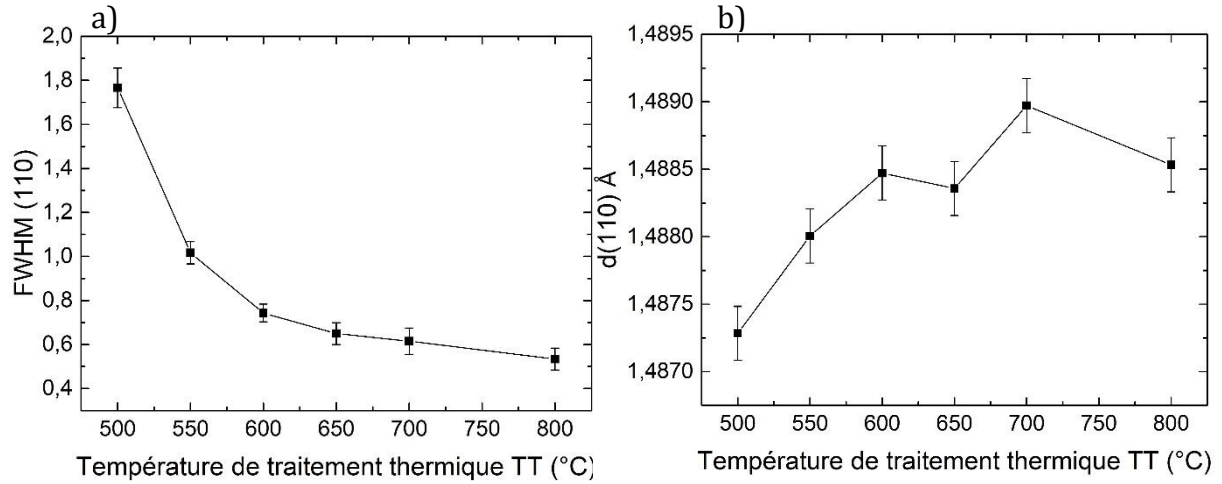 a)
2,0
1,8
1,6
1,4
1,2
1,0
0,8
0,6
0,4
FWHM (110)
500 550 600 650 700 750 800
Température de traitement thermique TT (°C)
b)
1,4895
1,4890
1,4885
1,4880
1,4875
1,4870
d(110) Å
500 550 600 650 700 750 800
Température de traitement thermique TT (°C)